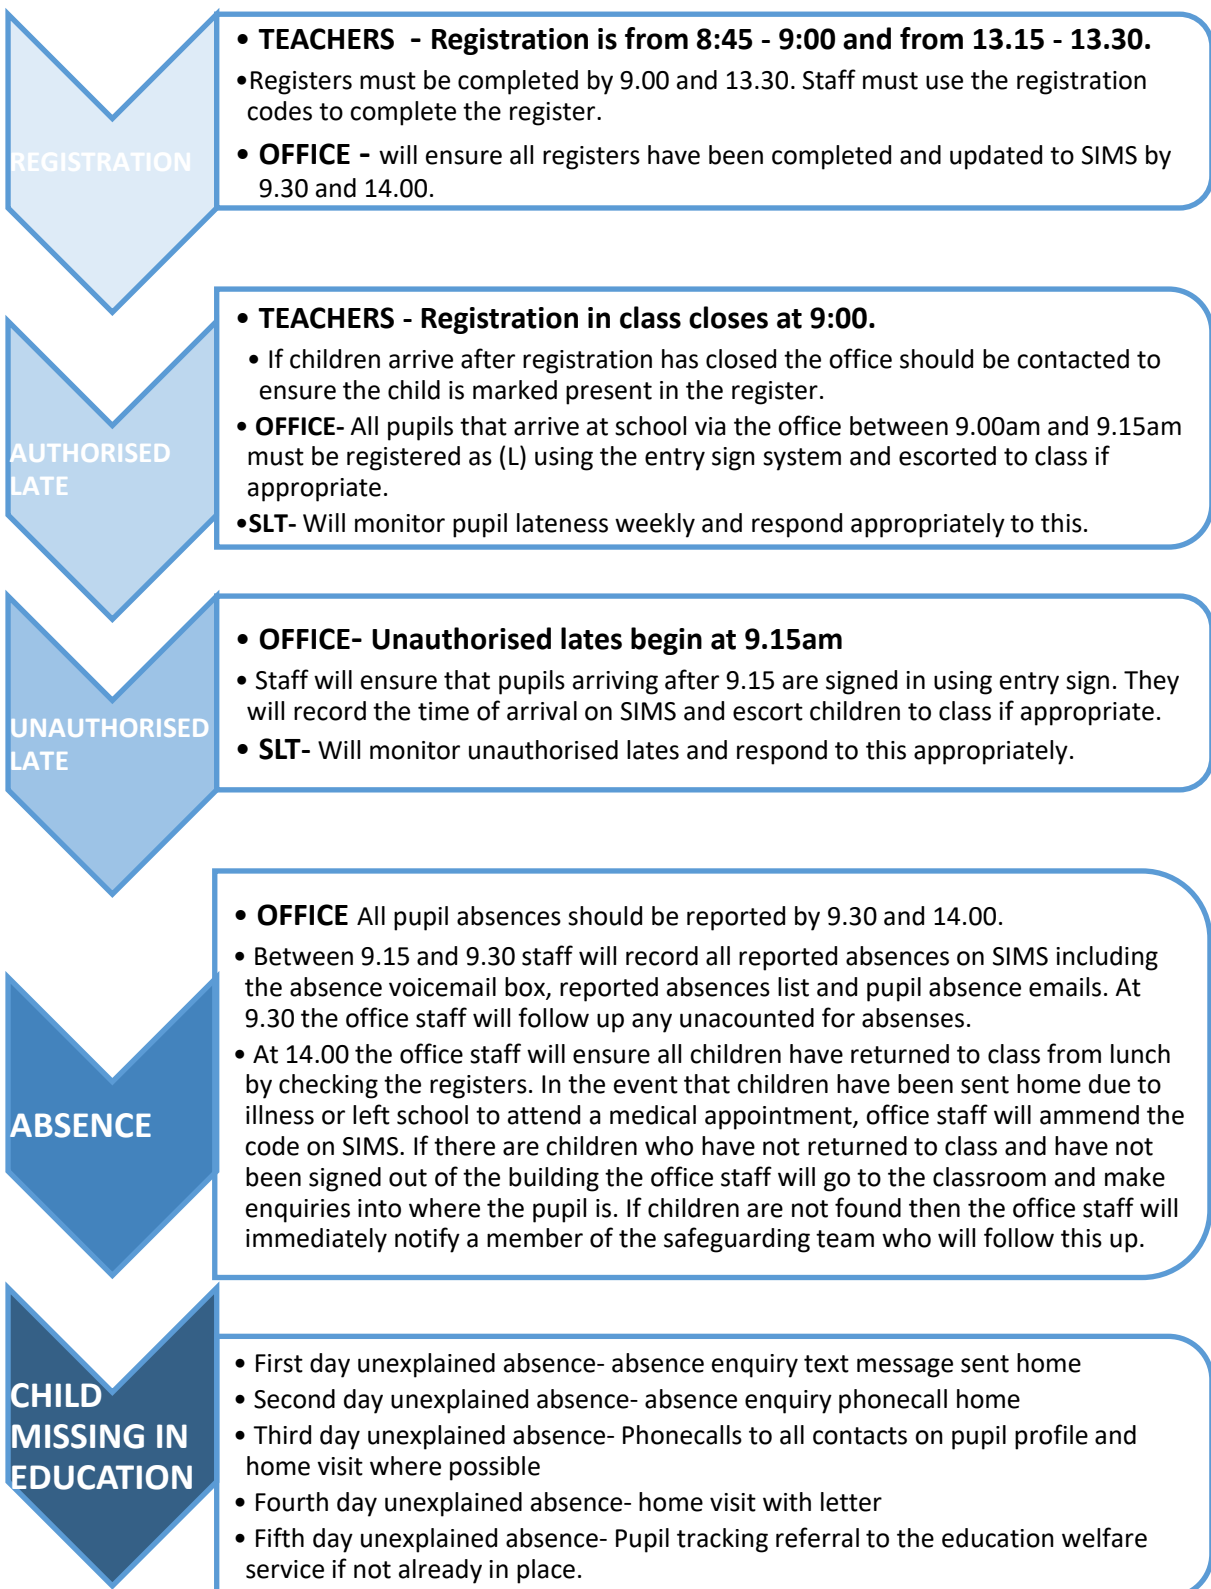 REGISTRATION
• TEACHERS - Registration is from 8:45 - 9:00 and from 13.15 - 13.30.
•Registers must be completed by 9.00 and 13.30. Staff must use the registration
codes to complete the register.
• OFFICE - will ensure all registers have been completed and updated to SIMS by
9.30 and 14.00.
AUTHORISED
LATE
• TEACHERS - Registration in class closes at 9:00.
• If children arrive after registration has closed the office should be contacted to
ensure the child is marked present in the register.
• OFFICE- All pupils that arrive at school via the office between 9.00am and 9.15am
must be registered as (L) using the entry sign system and escorted to class if
appropriate.
•SLT- Will monitor pupil lateness weekly and respond appropriately to this.
UNAUTHORISED
LATE
• OFFICE- Unauthorised lates begin at 9.15am
• Staff will ensure that pupils arriving after 9.15 are signed in using entry sign. They
will record the time of arrival on SIMS and escort children to class if appropriate.
• SLT- Will monitor unauthorised lates and respond to this appropriately.
ABSENCE
• OFFICE All pupil absences should be reported by 9.30 and 14.00.
• Between 9.15 and 9.30 staff will record all reported absences on SIMS including
the absence voicemail box, reported absences list and pupil absence emails. At
9.30 the office staff will follow up any unacounted for absenses.
• At 14.00 the office staff will ensure all children have returned to class from lunch
by checking the registers. In the event that children have been sent home due to
illness or left school to attend a medical appointment, office staff will ammend the
code on SIMS. If there are children who have not returned to class and have not
been signed out of the building the office staff will go to the classroom and make
enquiries into where the pupil is. If children are not found then the office staff will
immediately notify a member of the safeguarding team who will follow this up.
CHILD
MISSING IN
EDUCATION
• First day unexplained absence- absence enquiry text message sent home
• Second day unexplained absence- absence enquiry phonecall home
• Third day unexplained absence- Phonecalls to all contacts on pupil profile and
home visit where possible
• Fourth day unexplained absence- home visit with letter
• Fifth day unexplained absence- Pupil tracking referral to the education welfare
service if not already in place.